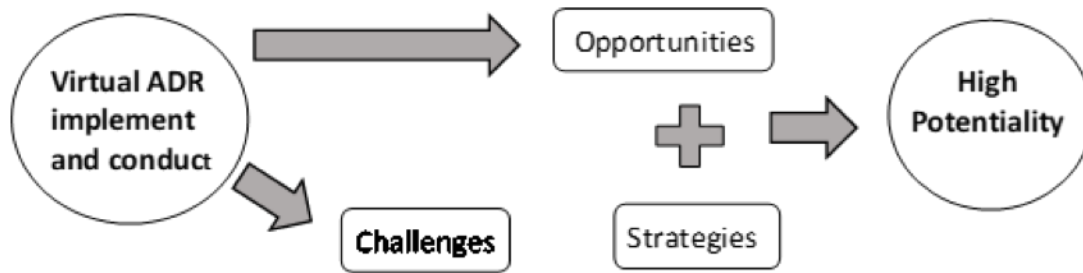 Virtual ADR
implement
and conduct
Opportunities
High
Potentiality
Challenges
Strategies